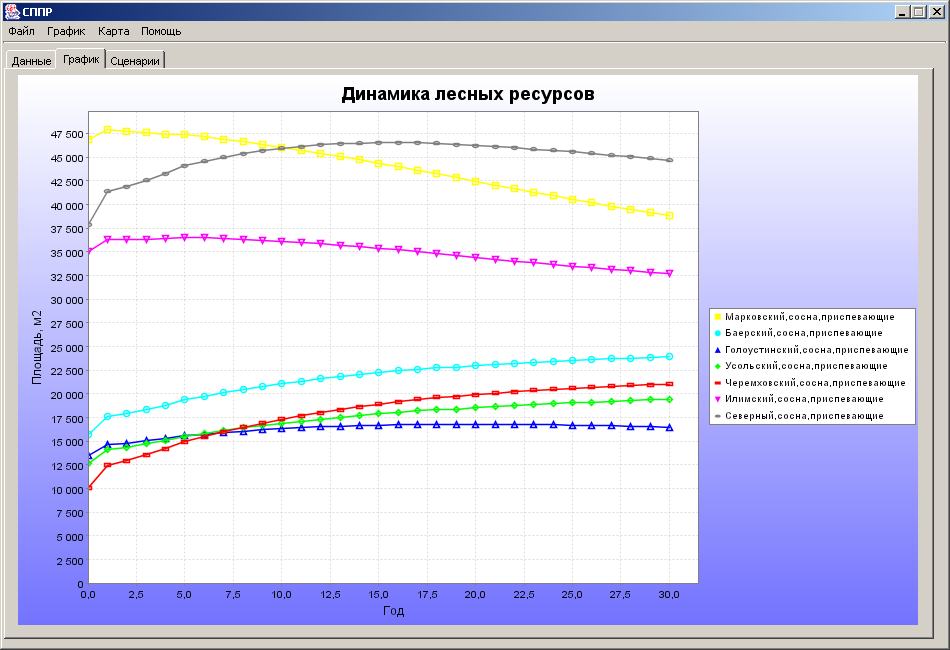 СППР
Файл График Карта Помощь
Данные График Сценарии
Динамика лесных ресурсов
47 500
45 000
42 500
40 000
37 500
35 000
32 500
30 000
27 500
25 000
22 500
20 000
17 500
15 000
12 500
10 000
7 500
5 000
2 500
0
Площадь, м2
0,0 2,5 5,0 7,5 10,0 12,5 15,0 17,5 20,0 22,5 25,0 27,5 30,0
Год
Марковский,сосна,приспевающие
Баерский,сосна,приспевающие
Голоустинский,сосна,приспевающие
Усольский,сосна,приспевающие
Черемховский,сосна,приспевающие
Илимский,сосна,приспевающие
Северный,сосна,приспевающие